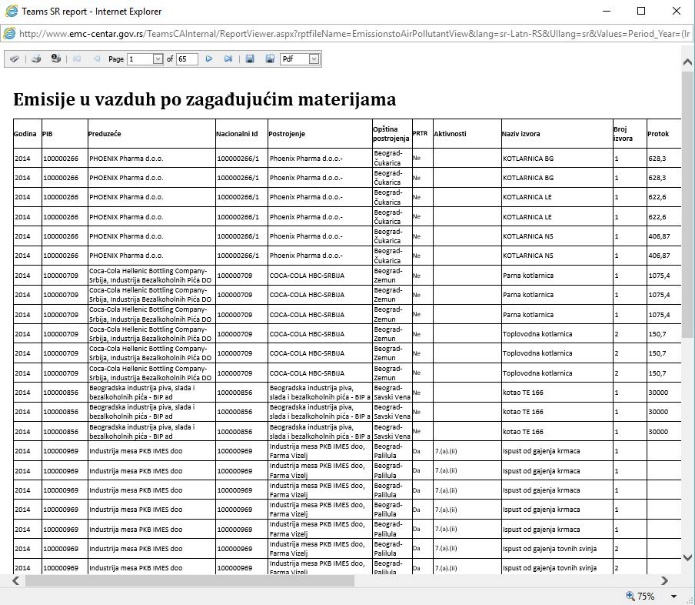 Teams SR report - Internet Explorer
http://www.emc-centar.gov.rs/TeamsCAInternal/ReportViewer.aspx?rptfileName=EmissionstoAirPollutantView&lang=sr-Latn-RS&UIlang=sr&Values=Period_Year=(Ir
Page 1 of 65 Pdf
Emisije u vazduh po zagađujućim materijama
Godina PIB Preduzeće Nacionalni Id Postrojenje Opština postrojenja PRTR Aktivnosti Naziv izvora Broj izvora Protok
2014 100000266 PHOENIX Pharma d.o.o. 100000266/1 Phoenix Pharma d.o.o.- Beograd-Čukarica Ne KOTLARNICA BG 1 628,3
2014 100000266 PHOENIX Pharma d.o.o. 100000266/1 Phoenix Pharma d.o.o.- Beograd-Čukarica Ne KOTLARNICA BG 1 628,3
2014 100000266 PHOENIX Pharma d.o.o. 100000266/1 Phoenix Pharma d.o.o.- Beograd-Čukarica Ne KOTLARNICA LE 1 622,6
2014 100000266 PHOENIX Pharma d.o.o. 100000266/1 Phoenix Pharma d.o.o.- Beograd-Čukarica Ne KOTLARNICA LE 1 622,6
2014 100000266 PHOENIX Pharma d.o.o. 100000266/1 Phoenix Pharma d.o.o.- Beograd-Čukarica Ne KOTLARNICA NS 1 406,87
2014 100000266 PHOENIX Pharma d.o.o. 100000266/1 Phoenix Pharma d.o.o.- Beograd-Čukarica Ne KOTLARNICA NS 1 406,87
2014 100000709 Coca-Cola Hellenic Bottling Company-Srbija, Industrija Bezalkoholnih Pića DO 100000709 COCA-COLA HBC-SRBIJA Beograd-Zemun Ne Parna kotlarnica 1 1075,4
2014 100000709 Coca-Cola Hellenic Bottling Company-Srbija, Industrija Bezalkoholnih Pića DO 100000709 COCA-COLA HBC-SRBIJA Beograd-Zemun Ne Parna kotlarnica 1 1075,4
2014 100000709 Coca-Cola Hellenic Bottling Company-Srbija, Industrija Bezalkoholnih Pića DO 100000709 COCA-COLA HBC-SRBIJA Beograd-Zemun Ne Parna kotlarnica 1 1075,4
2014 100000709 Coca-Cola Hellenic Bottling Company-Srbija, Industrija Bezalkoholnih Pića DO 100000709 COCA-COLA HBC-SRBIJA Beograd-Zemun Ne Toplovodna kotlarnica 2 150,7
2014 100000709 Coca-Cola Hellenic Bottling Company-Srbija, Industrija Bezalkoholnih Pića DO 100000709 COCA-COLA HBC-SRBIJA Beograd-Zemun Ne Toplovodna kotlarnica 2 150,7
2014 100000709 Coca-Cola Hellenic Bottling Company-Srbija, Industrija Bezalkoholnih Pića DO 100000709 COCA-COLA HBC-SRBIJA Beograd-Zemun Ne Toplovodna kotlarnica 2 150,7
2014 100000856 Beogradska industrija piva, slada i bezalkoholnih pića - BIP ad 100000856 Beogradska industrija piva, slada i bezalkoholnih pića - BIP a Beograd-Savski Vena Ne kotao TE 166 1 30000
2014 100000856 Beogradska industrija piva, slada i bezalkoholnih pića - BIP ad 100000856 Beogradska industrija piva, slada i bezalkoholnih pića - BIP a Beograd-Savski Vena Ne kotao TE 166 1 30000
2014 100000856 Beogradska industrija piva, slada i bezalkoholnih pića - BIP ad 100000856 Beogradska industrija piva, slada i bezalkoholnih pića - BIP a Beograd-Savski Vena Ne kotao TE 166 1 30000
2014 100000969 Industrija mesa PKB IMES doo 100000969 Industrija mesa PKB IMES doo, Farma Vizelj Beograd-Palilula Da 7.(a).(ii) Ispust od gajenja krmaca 1
2014 100000969 Industrija mesa PKB IMES doo 100000969 Industrija mesa PKB IMES doo, Farma Vizelj Beograd-Palilula Da 7.(a).(ii) Ispust od gajenja krmaca 1
2014 100000969 Industrija mesa PKB IMES doo 100000969 Industrija mesa PKB IMES doo, Farma Vizelj Beograd-Palilula Da 7.(a).(ii) Ispust od gajenja krmaca 1
2014 100000969 Industrija mesa PKB IMES doo 100000969 Industrija mesa PKB IMES doo, Farma Vizelj Beograd-Palilula Da 7.(a).(ii) Ispust od gajenja krmaca 1
2014 100000969 Industrija mesa PKB IMES doo 100000969 Industrija mesa PKB IMES doo, Farma Vizelj Beograd-Palilula Da 7.(a).(ii) Ispust od gajenja krmaca 1
2014 100000969 Industrija mesa PKB IMES doo 100000969 Industrija mesa PKB IMES doo, Farma Vizelj Beograd-Palilula Da 7.(a).(ii) Ispust od gajenja tovnih svinja 2
2014 100000969 Industrija mesa PKB IMES doo 100000969 Industrija mesa PKB IMES doo, Farma Vizelj Beograd-Palilula Da 7.(a).(ii) Ispust od gajenja tovnih svinja 2
75%